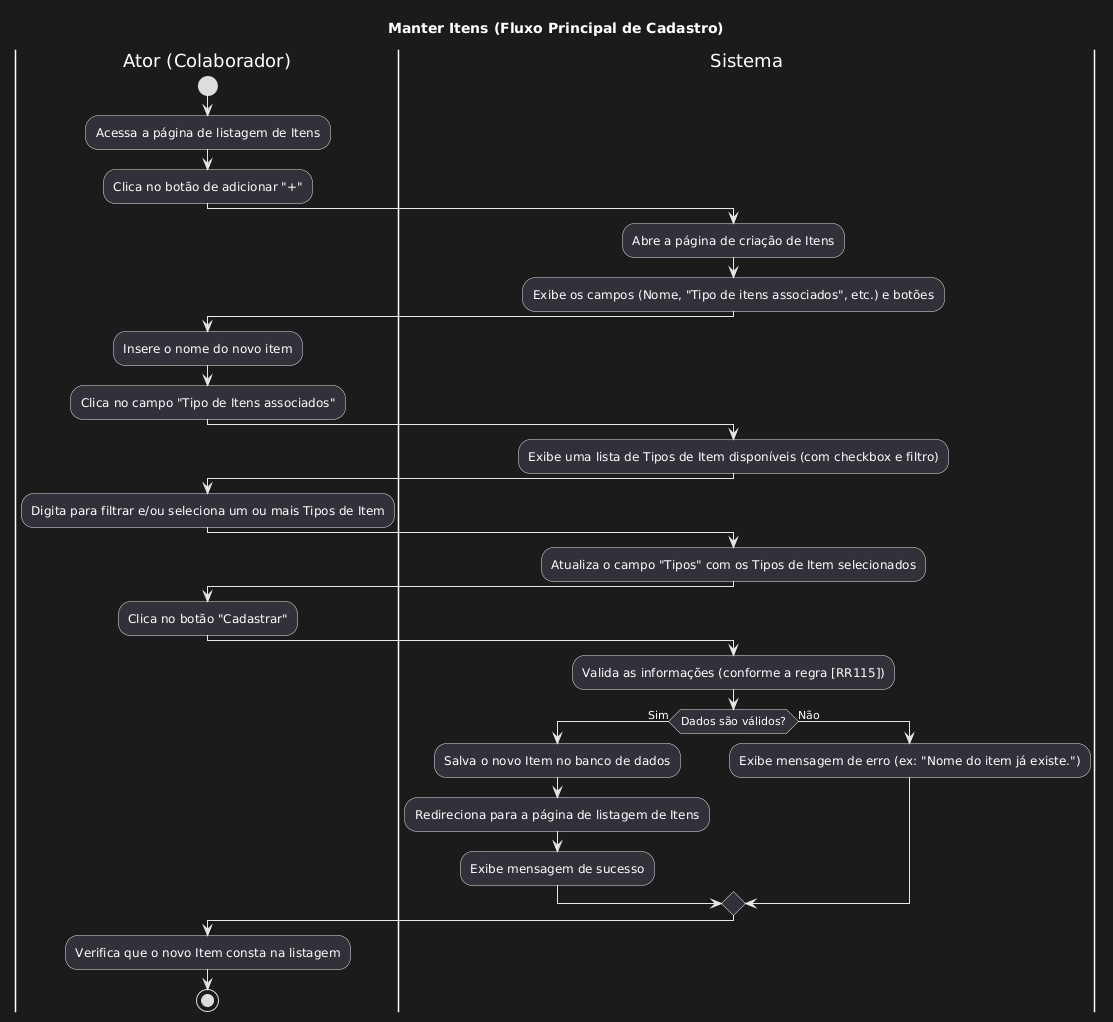 Manter Itens (Fluxo Principal de Cadastro)
Ator (Colaborador)
Sistema
Acessa a página de listagem de Itens
Clica no botão de adicionar "+"
Abre a página de criação de Itens
Exibe os campos (Nome, "Tipo de itens associados", etc.) e botões
Insere o nome do novo item
Clica no campo "Tipo de Itens associados"
Exibe uma lista de Tipos de Item disponíveis (com checkbox e filtro)
Digita para filtrar e/ou seleciona um ou mais Tipos de Item
Atualiza o campo "Tipos" com os Tipos de Item selecionados
Clica no botão "Cadastrar"
Valida as informações (conforme a regra [RR115])
Sim
Dados são válidos?
Não
Salva o novo Item no banco de dados
Exibe mensagem de erro (ex: "Nome do item já existe.")
Redireciona para a página de listagem de Itens
Exibe mensagem de sucesso
Verifica que o novo Item consta na listagem